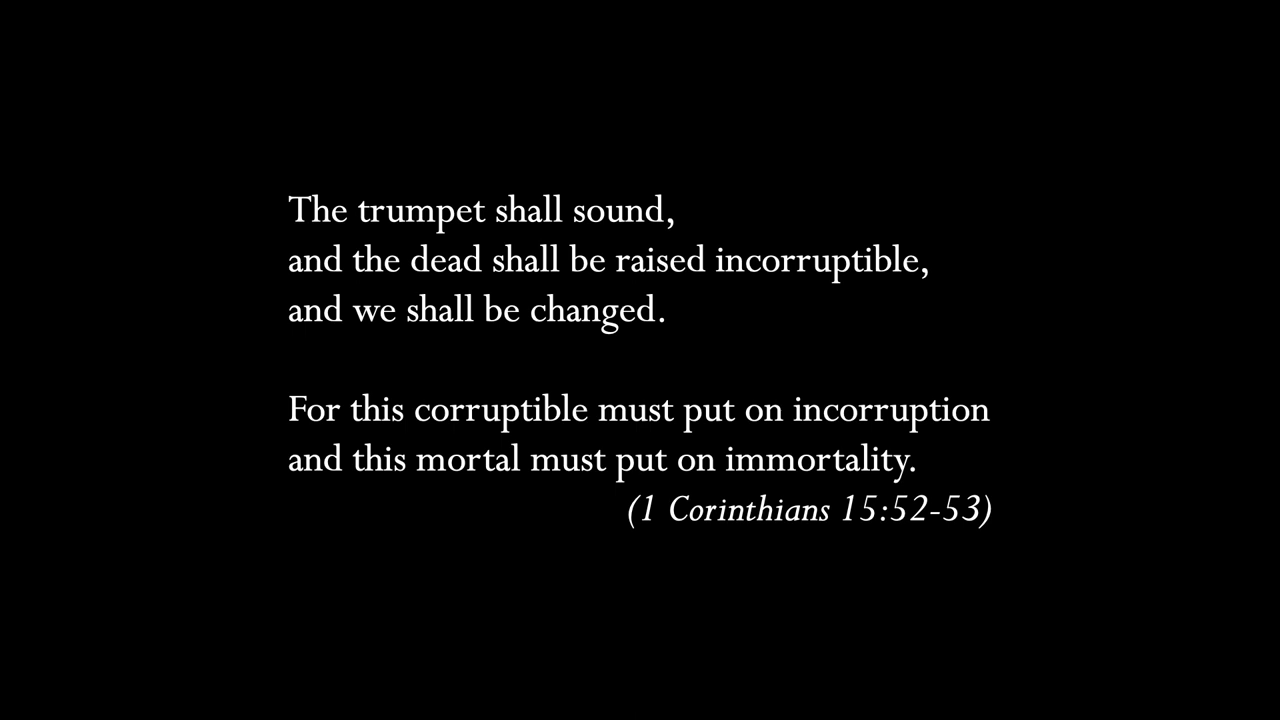 The trumpet shall sound,
and the dead shall be raised incorruptible,
and we shall be changed.
For this corruptible must put on incorruption
and this mortal must put on immortality.
(1 Corinthians 15:52-53)